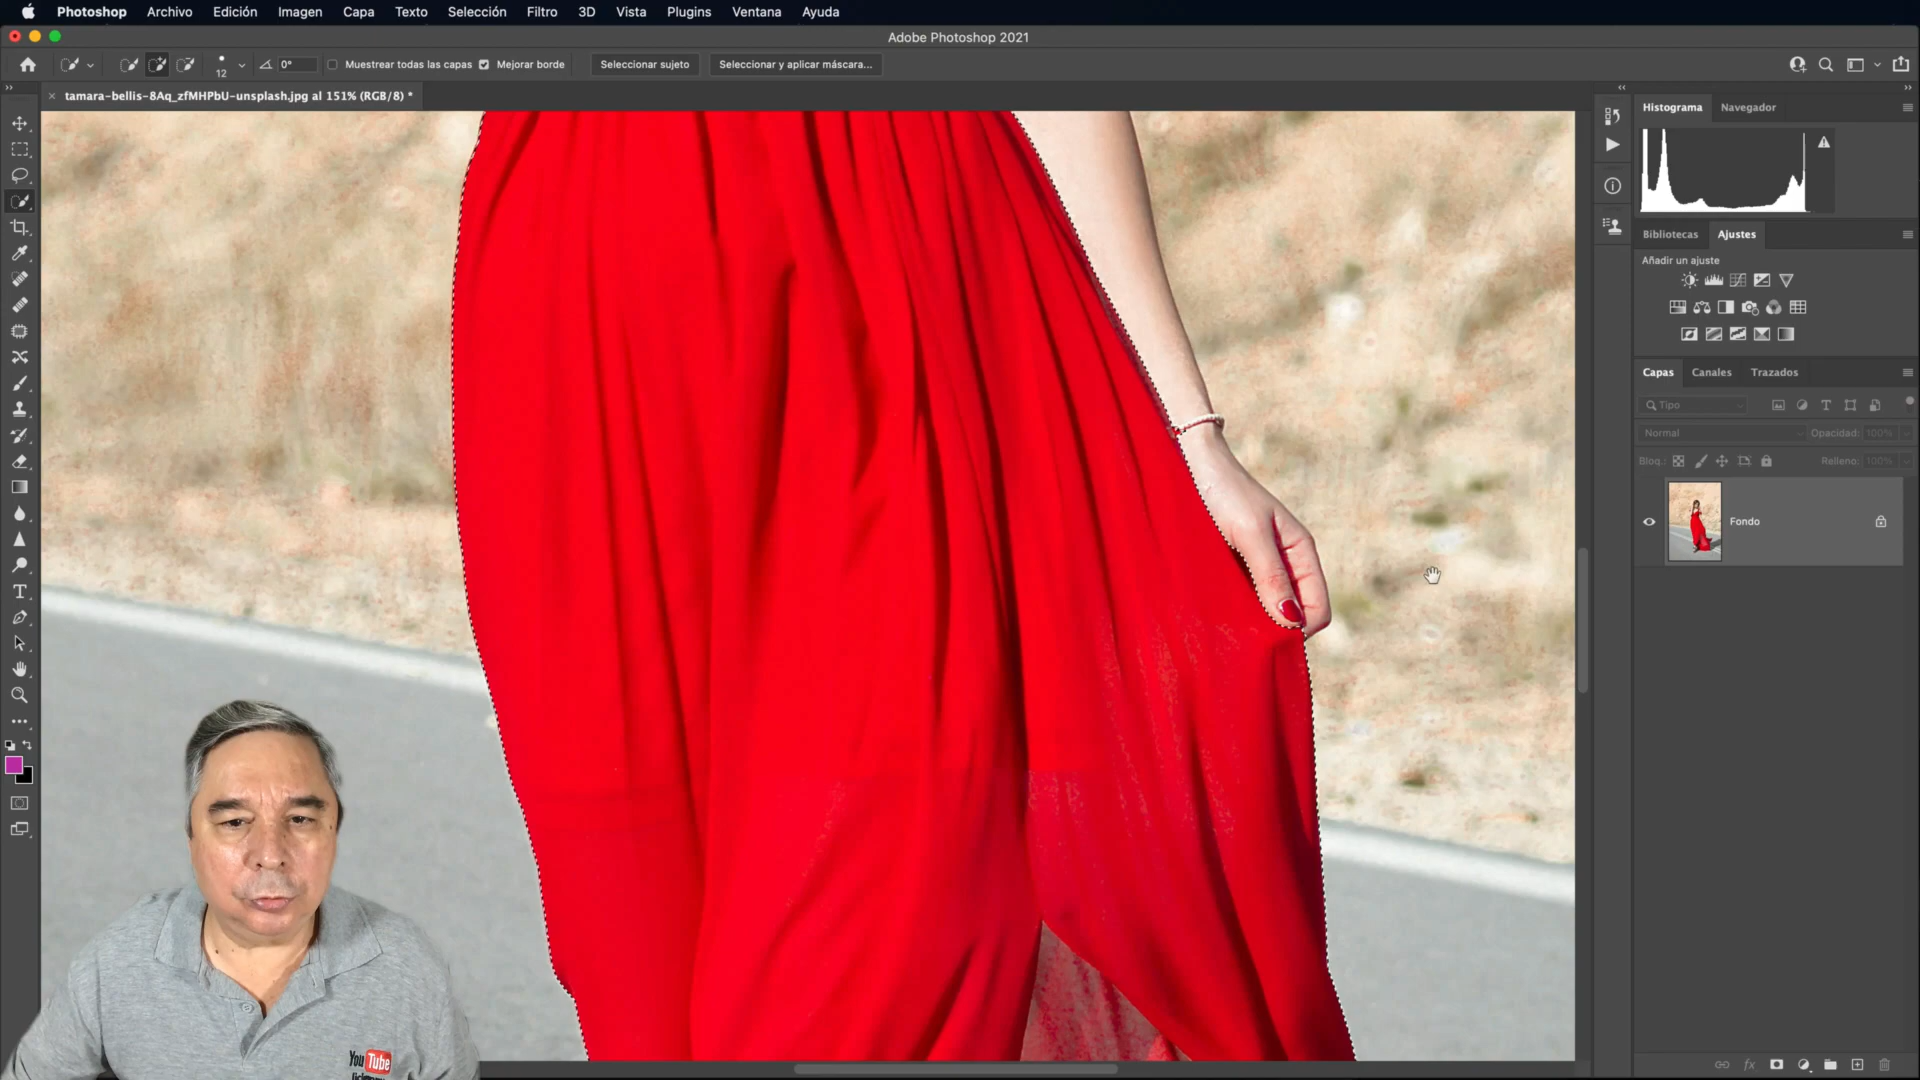 Photoshop Archivo Edición Imagen Capa Texto Selección Filtro 3D Vista Plugins Ventana Ayuda
Adobe Photoshop 2021
12 0° Muestrear todas las capas Mejorar borde Seleccionar sujeto Seleccionar y aplicar máscara...
tamara-bellis-8Aq_zfMHPbU-unsplash.jpg al 151% (RGB/8) *
Histograma Navegador
Bibliotecas Ajustes
Añadir un ajuste
Capas Canales Trazados
Tipo
Normal Opacidad: 100%
Bloq.: Relleno: 100%
Fondo
fx
You Tube